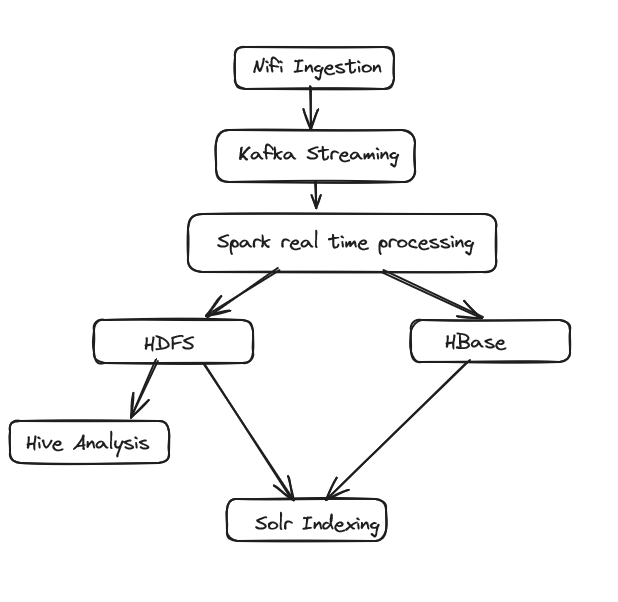 Nifi Ingestion
Kafka Streaming
Spark real time processing
HDFS
HBase
Hive Analysis
Solr Indexing